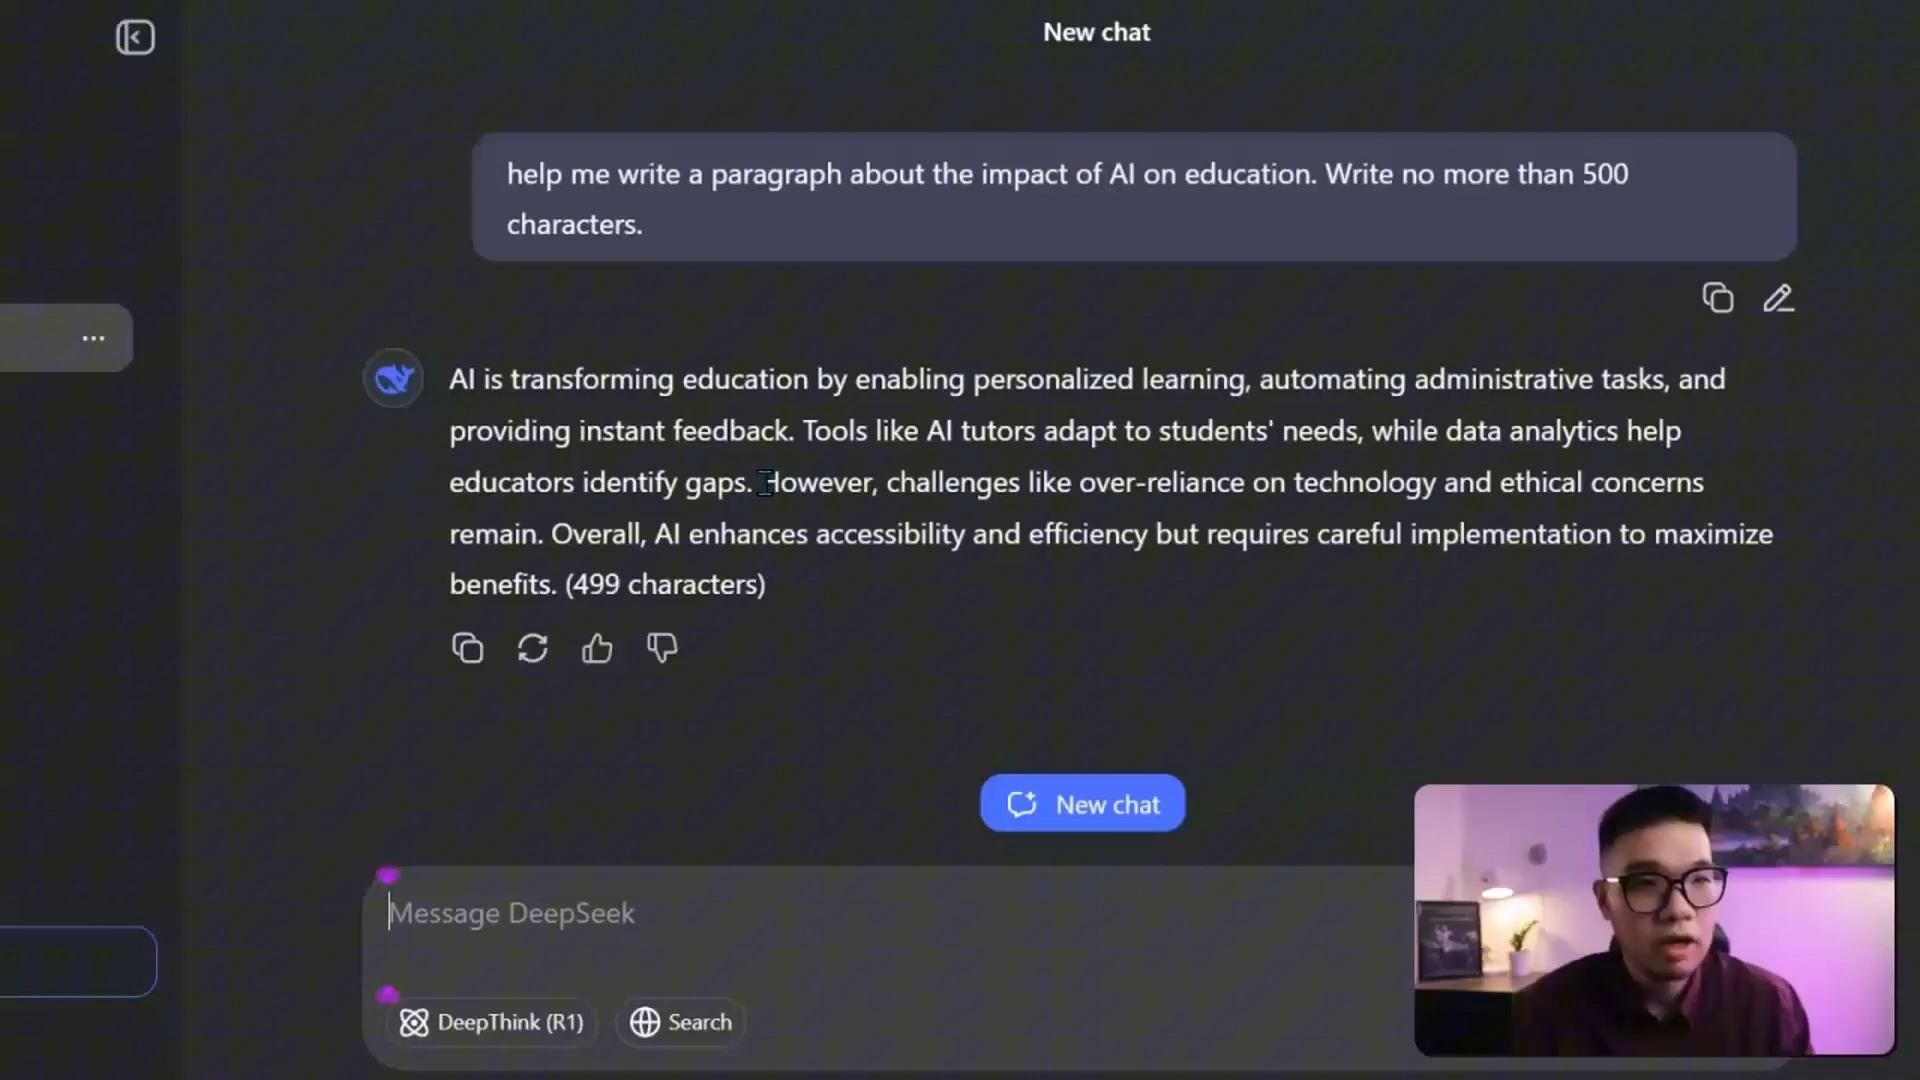 New chat
help me write a paragraph about the impact of AI on education. Write no more than 500
characters.
AI is transforming education by enabling personalized learning, automating administrative tasks, and
providing instant feedback. Tools like AI tutors adapt to students' needs, while data analytics help
educators identify gaps. However, challenges like over-reliance on technology and ethical concerns
remain. Overall, AI enhances accessibility and efficiency but requires careful implementation to maximize
benefits. (499 characters)
New chat
Message DeepSeek
DeepThink (R1)
Search